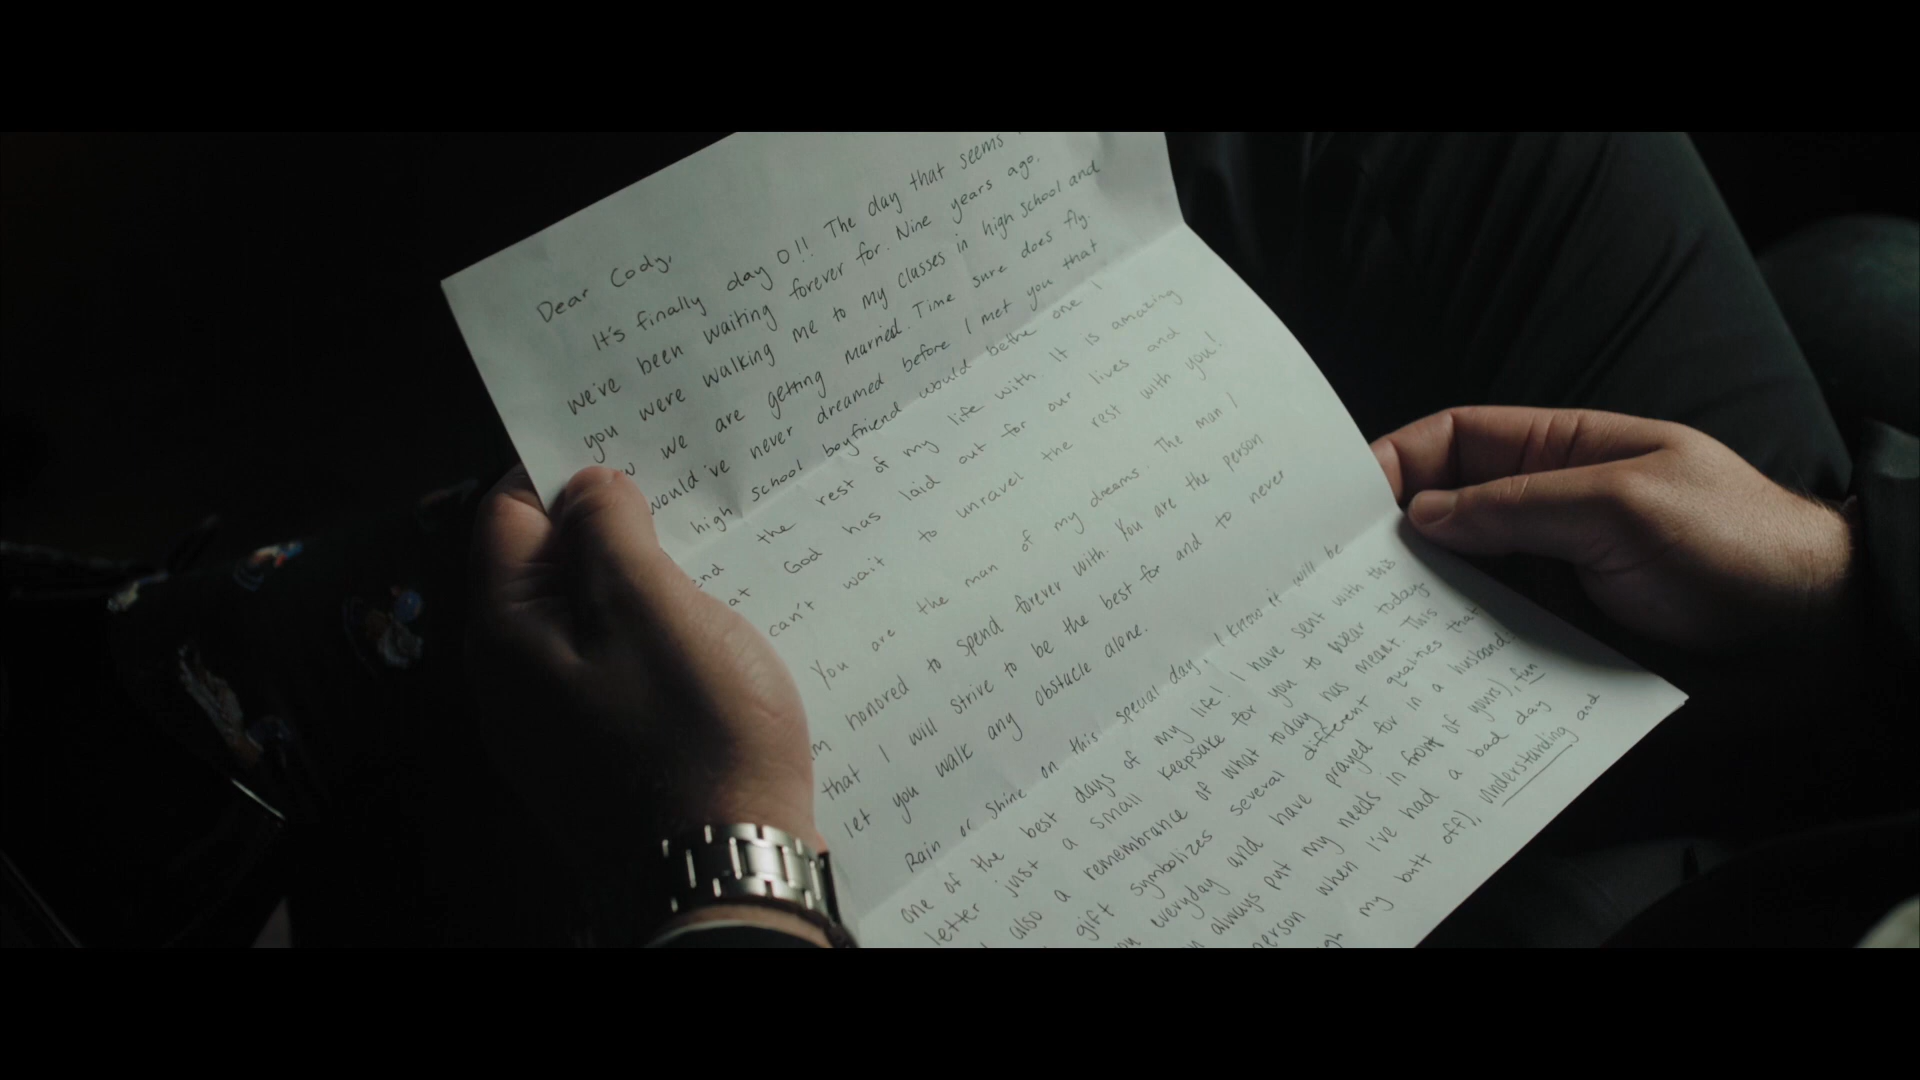 Dear Cody,
It's finally day 0!! The day that seems
we've been waiting forever for. Nine years ago,
you were walking me to my classes in high school and
we are getting married. Time sure does fly.
would've never dreamed before I met you that
high school boyfriend would be the one I
the rest of my life with. It is amazing
God has laid out for our lives and
can't wait to unravel the rest with you!
You are the man of my dreams. The man I
honored to spend forever with. You are the person
that I will strive to be the best for and to never
let you walk any obstacle alone.
Rain or shine on this special day, I know it will be
one of the best days of my life! I have sent with this
letter just a small keepsake for you to wear today
also a remembrance of what today has meant. This
gift symbolizes several different qualities that
everyday and have prayed for in a husband.
always put my needs in front of yours), fun
person when I've had a bad day
my butt off), understanding and